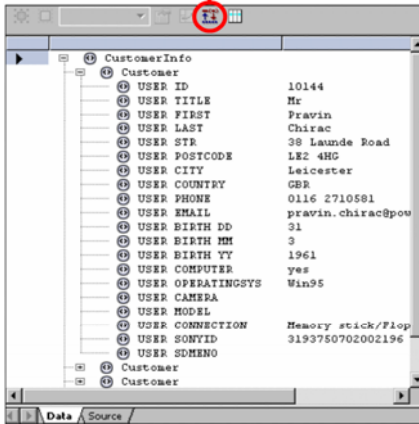 CustomerInfo
Customer
USER ID 10144
USER TITLE Mr
USER FIRST Pravin
USER LAST Chirac
USER STR 38 Launde Road
USER POSTCODE LE2 4HG
USER CITY Leicester
USER COUNTRY GBR
USER PHONE 0116 2710581
USER EMAIL pravin.chirac@pow
USER BIRTH DD 31
USER BIRTH MM 3
USER BIRTH YY 1961
USER COMPUTER yes
USER OPERATINGSYS Win95
USER CAMERA
USER MODEL
USER CONNECTION Memory stick/Flop
USER SONYID 3193750702002196
USER SDMENO
Customer
Customer
Data Source